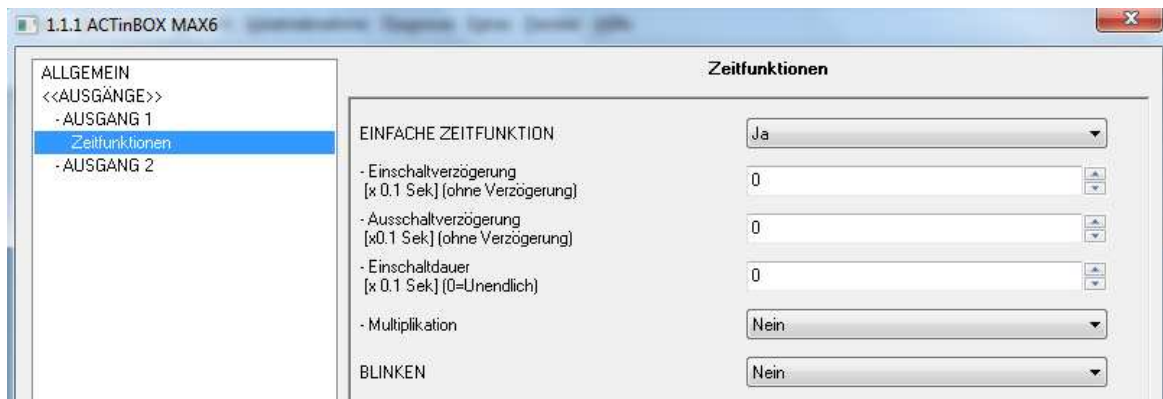 1.1.1 ACTinBOX MAX6
ALLGEMEIN
<<AUSGÄNGE>>
- AUSGANG 1
Zeitfunktionen
- AUSGANG 2
Zeitfunktionen
EINFACHE ZEITFUNKTION
Ja
- Einschaltverzögerung
[x 0.1 Sek] (ohne Verzögerung)
0
- Ausschaltverzögerung
[x0.1 Sek] (ohne Verzögerung)
0
- Einschaltdauer
[x 0.1 Sek] (0=Unendlich)
0
- Multiplikation
Nein
BLINKEN
Nein